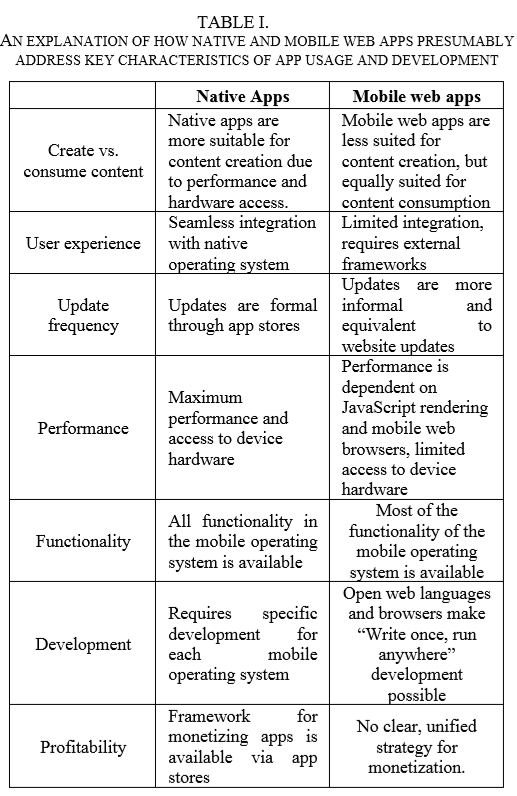 TABLE I.
AN EXPLANATION OF HOW NATIVE AND MOBILE WEB APPS PRESUMABLY
ADDRESS KEY CHARACTERISTICS OF APP USAGE AND DEVELOPMENT
Native Apps
Mobile web apps
Create vs.
consume content
Native apps are
more suitable for
content creation due
to performance and
hardware access.
Mobile web apps are
less suited for
content creation, but
equally suited for
content consumption
User experience
Seamless integration
with native
operating system
Limited integration,
requires external
frameworks
Update
frequency
Updates are formal
through app stores
Updates are more
informal and
equivalent to
website updates
Performance
Maximum
performance and
access to device
hardware
Performance is
dependent on
JavaScript rendering
and mobile web
browsers, limited
access to device
hardware
Functionality
All functionality in
the mobile operating
system is available
Most of the
functionality of the
mobile operating
system is available
Development
Requires specific
development for
each mobile
operating system
Open web languages
and browsers make
“Write once, run
anywhere”
development
possible
Profitability
Framework for
monetizing apps is
available via app
stores
No clear, unified
strategy for
monetization.